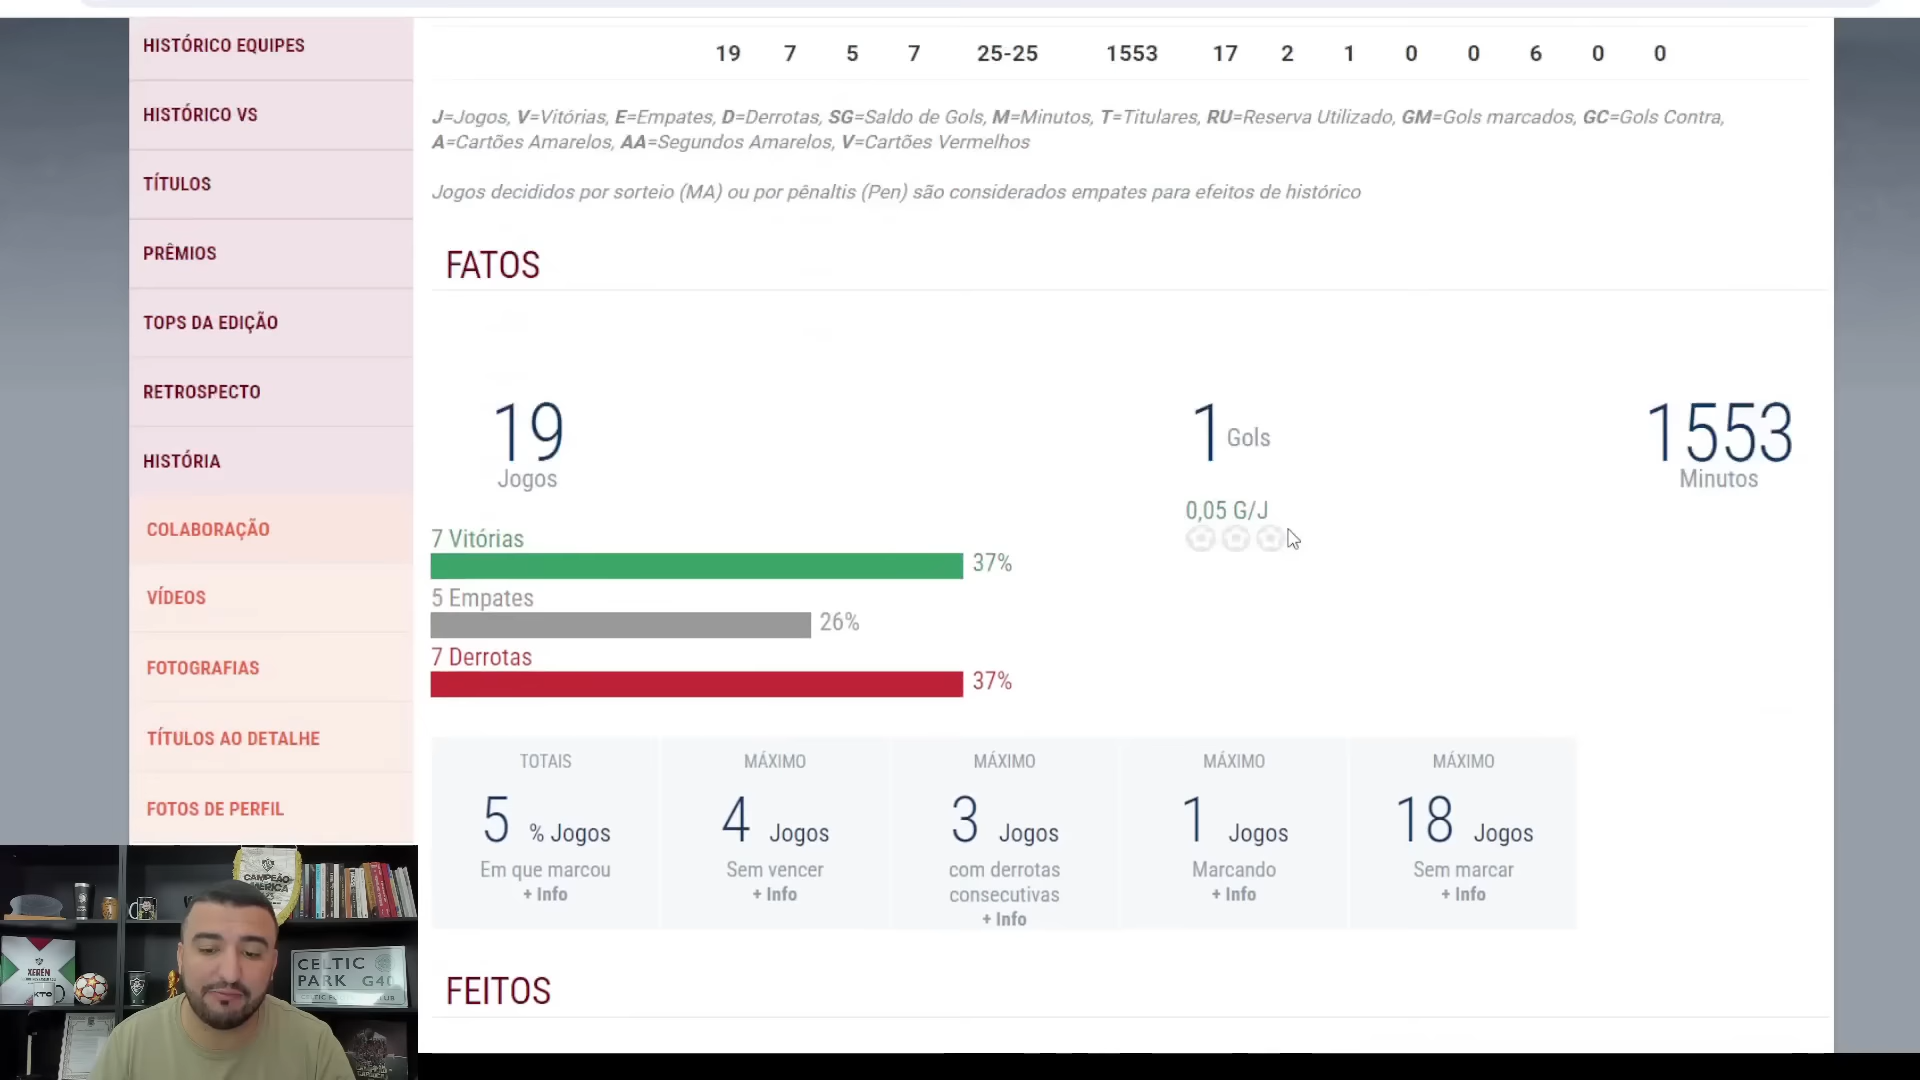 HISTÓRICO EQUIPES
HISTÓRICO VS
TÍTULOS
PRÊMIOS
TOPS DA EDIÇÃO
RETROSPECTO
HISTÓRIA
COLABORAÇÃO
VÍDEOS
FOTOGRAFIAS
TÍTULOS AO DETALHE
FOTOS DE PERFIL
19 7 5 7 25-25 1553 17 2 1 0 0 6 0 0
J=Jogos, V=Vitórias, E=Empates, D=Derrotas, SG=Saldo de Gols, M=Minutos, T=Titulares, RU=Reserva Utilizado, GM=Gols marcados, GC=Gols Contra,
A=Cartões Amarelos, AA=Segundos Amarelos, V=Cartões Vermelhos
Jogos decididos por sorteio (MA) ou por pênaltis (Pen) são considerados empates para efeitos de histórico
FATOS
19
Jogos
1 Gols
0,05 G/J
1553
Minutos
7 Vitórias
37%
5 Empates
26%
7 Derrotas
37%
TOTAIS
5 % Jogos
Em que marcou
+ Info
MÁXIMO
4 Jogos
Sem vencer
+ Info
MÁXIMO
3 Jogos
com derrotas
consecutivas
+ Info
MÁXIMO
1 Jogos
Marcando
+ Info
MÁXIMO
18 Jogos
Sem marcar
+ Info
FEITOS
CAMPEÃO
AMÉRICA
XERÉM
KTO
CELTIC
PARK G40